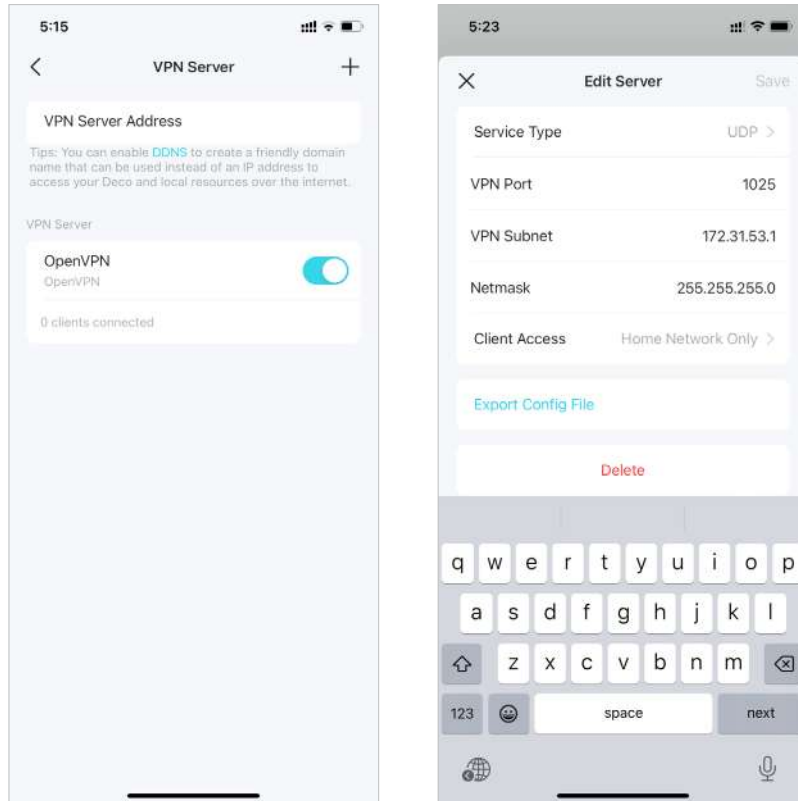 5:15
VPN Server
VPN Server Address
Tips: You can enable DDNS to create a friendly domain
name that can be used instead of an IP address to
access your Deco and local resources over the internet.
VPN Server
OpenVPN
OpenVPN
0 clients connected
5:23
Edit Server
Save
Service Type
UDP >
VPN Port
1025
VPN Subnet
172.31.53.1
Netmask
255.255.255.0
Client Access
Home Network Only >
Export Config File
Delete
q w e r t y u i o p
a s d f g h j k l
z x c v b n m
123 space next